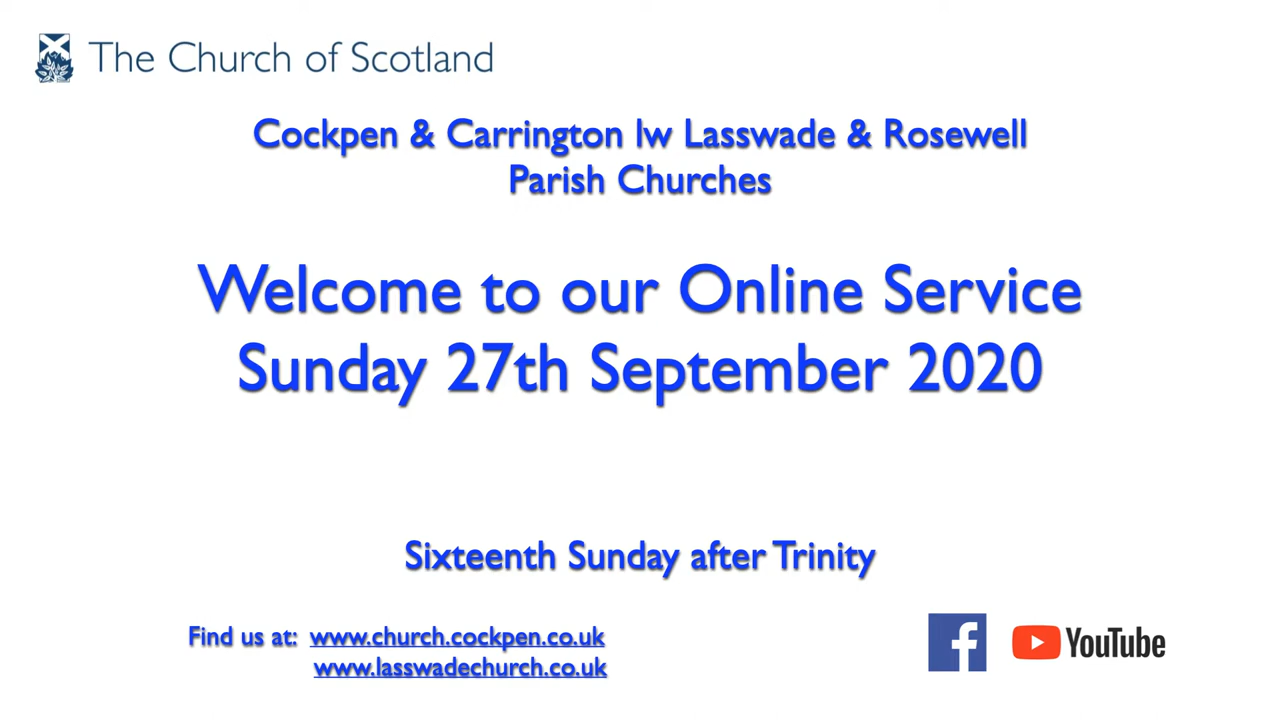 The Church of Scotland
Cockpen & Carrington lw Lasswade & Rosewell
Parish Churches
Welcome to our Online Service
Sunday 27th September 2020
Sixteenth Sunday after Trinity
Find us at: www.church.cockpen.co.uk
www.lasswadechurch.co.uk
YouTube